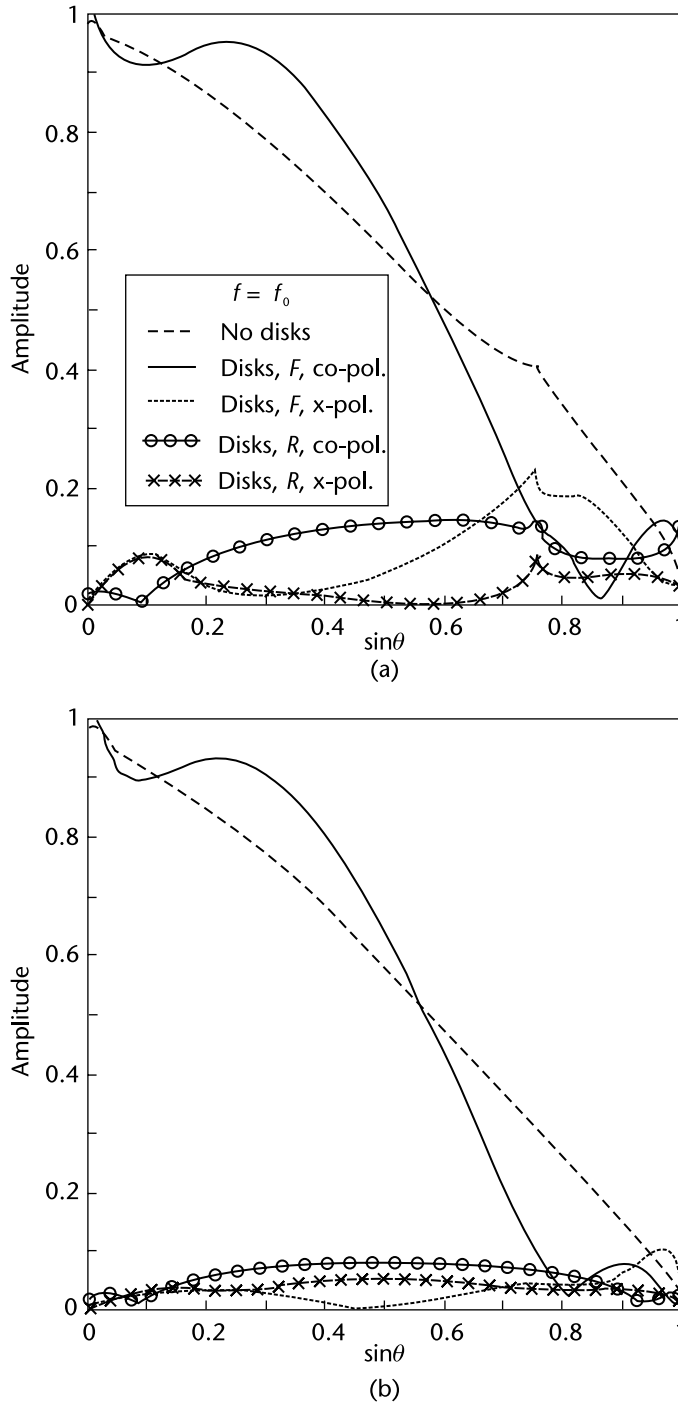 1
0.8
0.6
0.4
0.2
0
Amplitude
f = f0
No disks
Disks, F, co-pol.
Disks, F, x-pol.
Disks, R, co-pol.
Disks, R, x-pol.
0 0.2 0.4 0.6 0.8 1
sinθ
(a)
1
0.8
0.6
0.4
0.2
0
Amplitude
0 0.2 0.4 0.6 0.8 1
sinθ
(b)